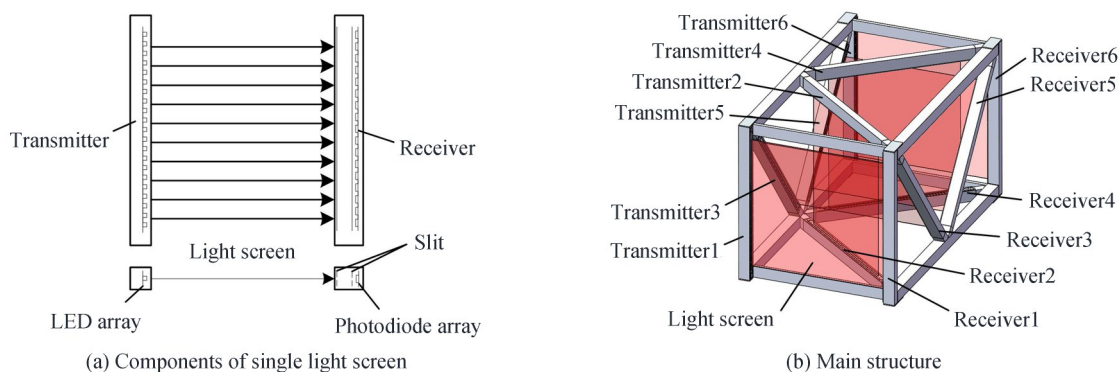 Transmitter
Receiver
Light screen
Slit
LED array
Photodiode array
(a) Components of single light screen
Transmitter6
Transmitter4
Transmitter2
Transmitter5
Transmitter3
Transmitter1
Light screen
Receiver6
Receiver5
Receiver4
Receiver3
Receiver2
Receiver1
(b) Main structure